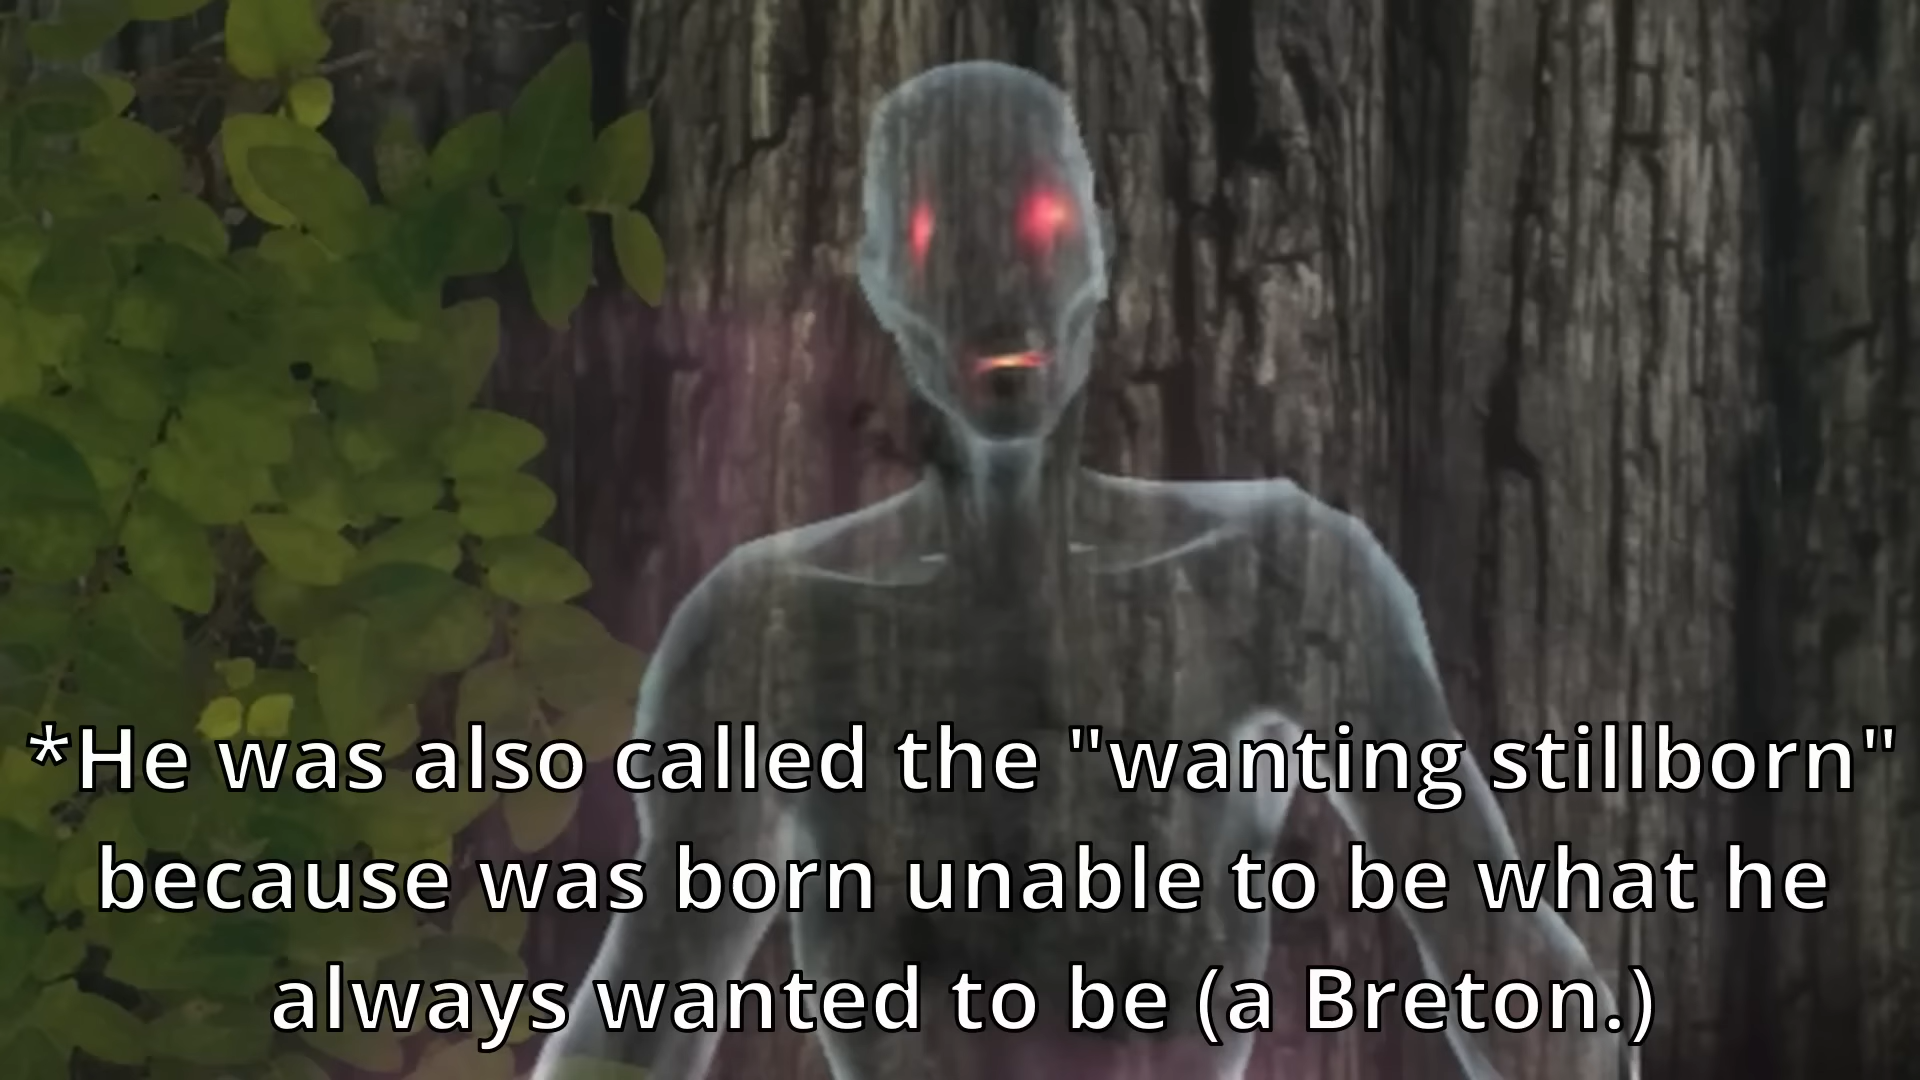 *He was also called the "wanting stillborn"
because was born unable to be what he
always wanted to be (a Breton.)